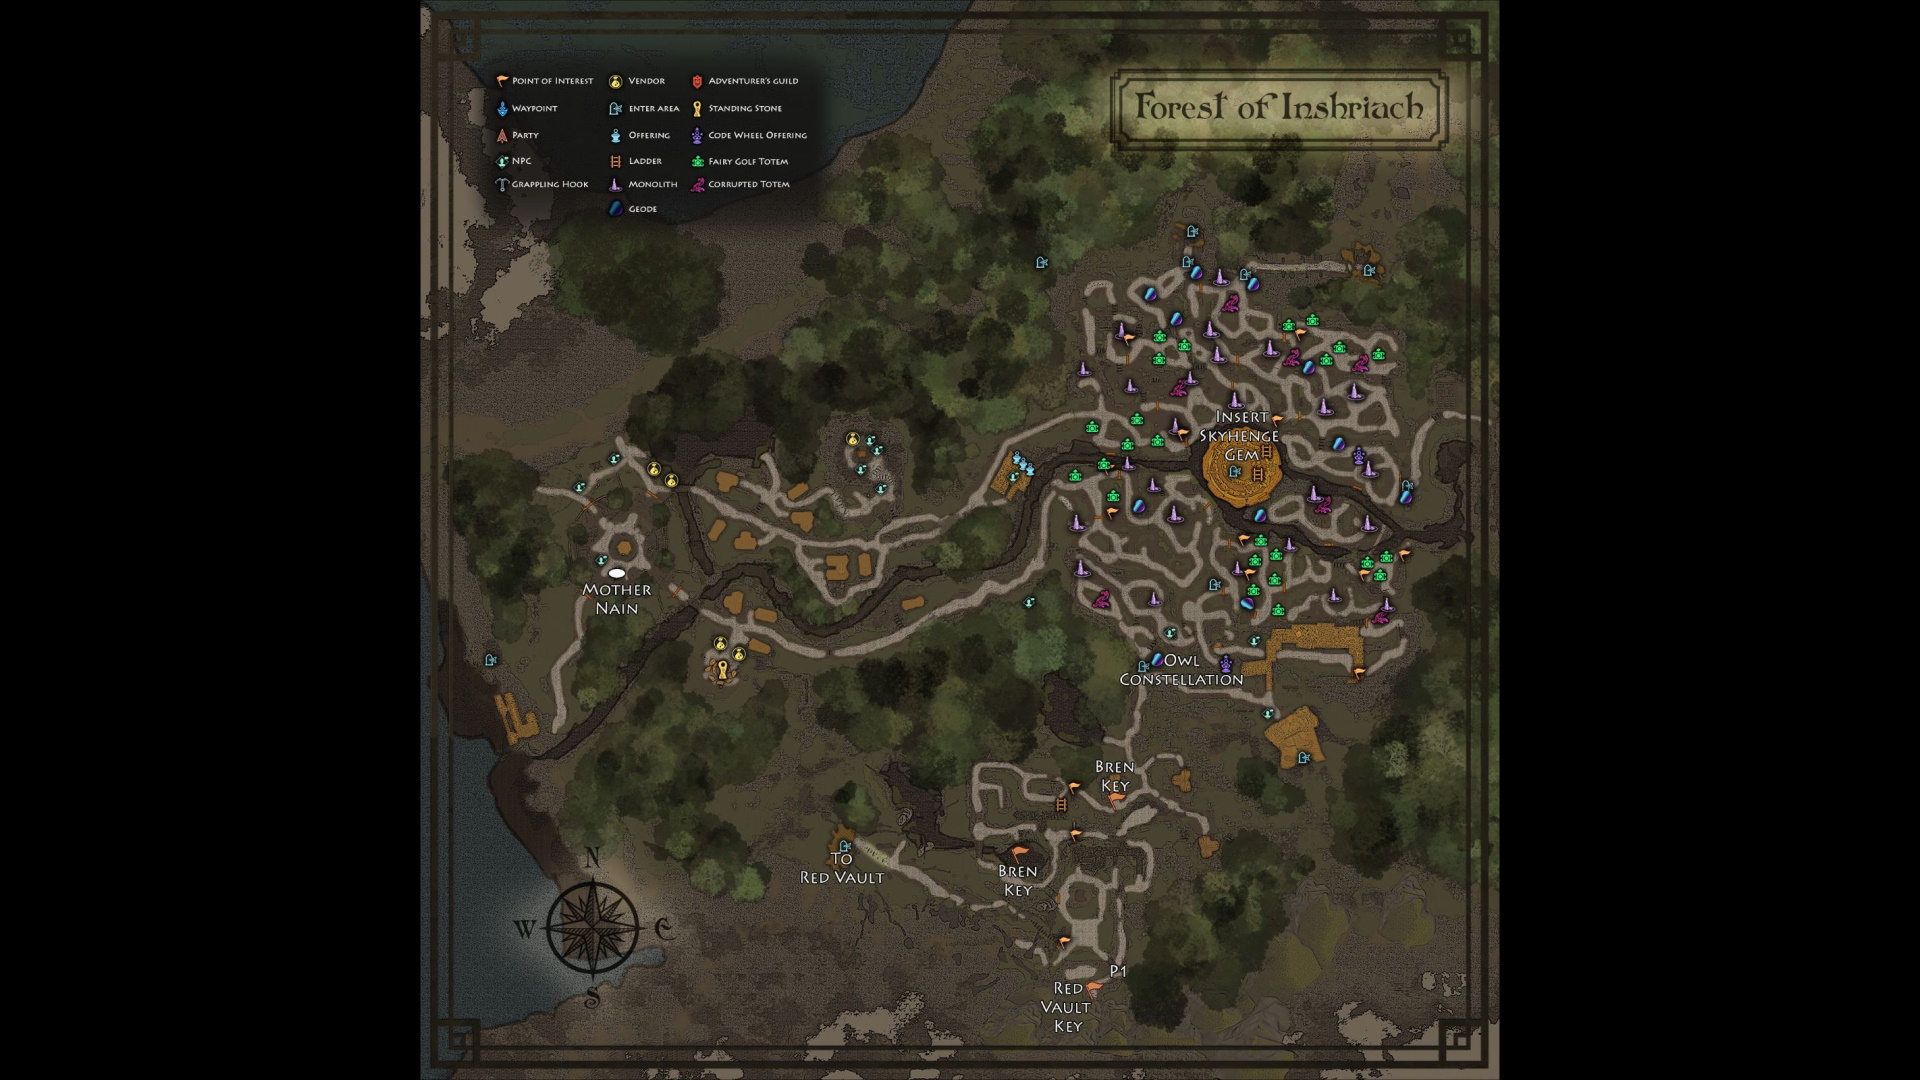 Forest of Inshriach
Point of Interest
Vendor
Adventurer's Guild
Waypoint
Enter Area
Standing Stone
Party
Offering
Code Wheel Offering
NPC
Ladder
Fairy Golf Totem
Grappling Hook
Monolith
Corrupted Totem
Geode
Insert
Skyhenge
Gem
Mother
Nain
Owl
Constellation
Bren
Key
To
Red Vault
Bren
Key
P1
Red
Vault
Key
N
W
E
S